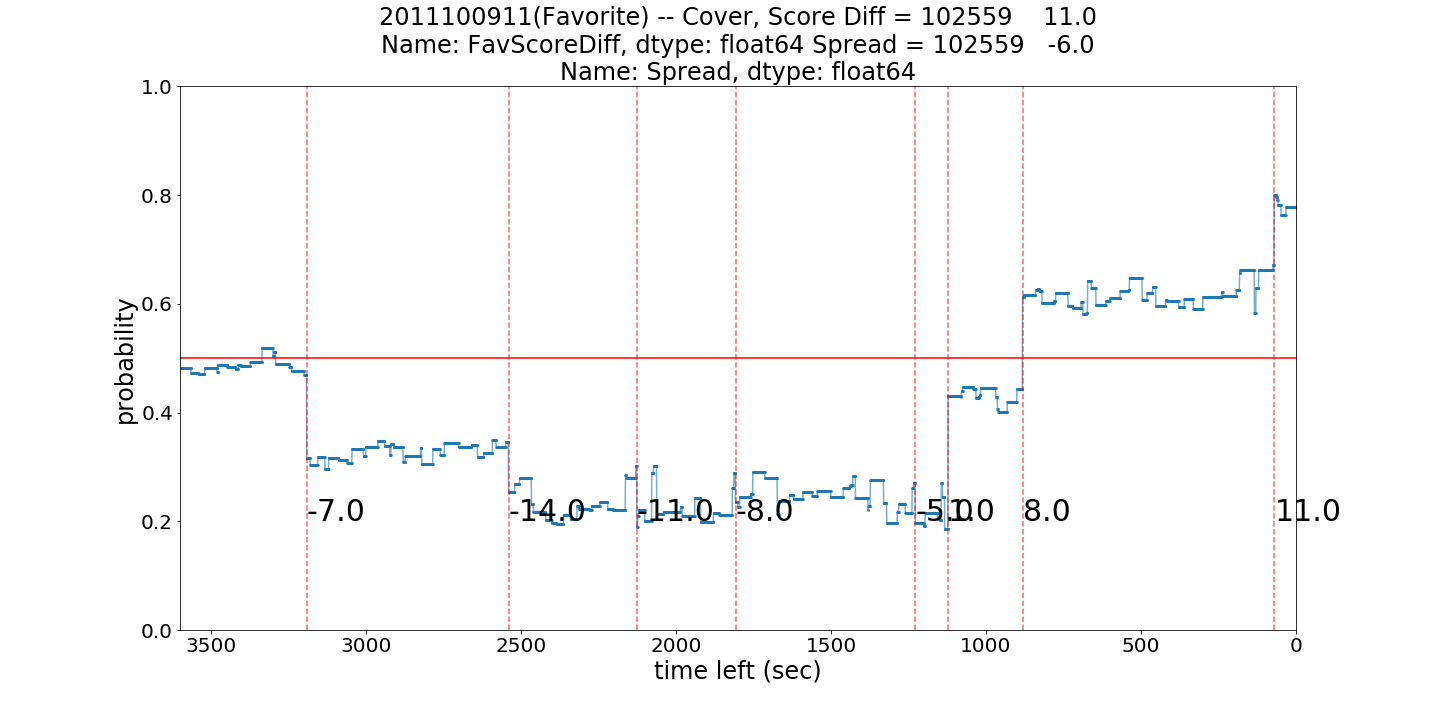 2011100911(Favorite) -- Cover, Score Diff = 102559    11.0
Name: FavScoreDiff, dtype: float64 Spread = 102559   -6.0
Name: Spread, dtype: float64
probability
1.0
0.8
0.6
0.4
0.2
0.0
-7.0
-14.0
-11.0
-8.0
-5.0
1.0
8.0
11.0
3500 3000 2500 2000 1500 1000 500 0
time left (sec)